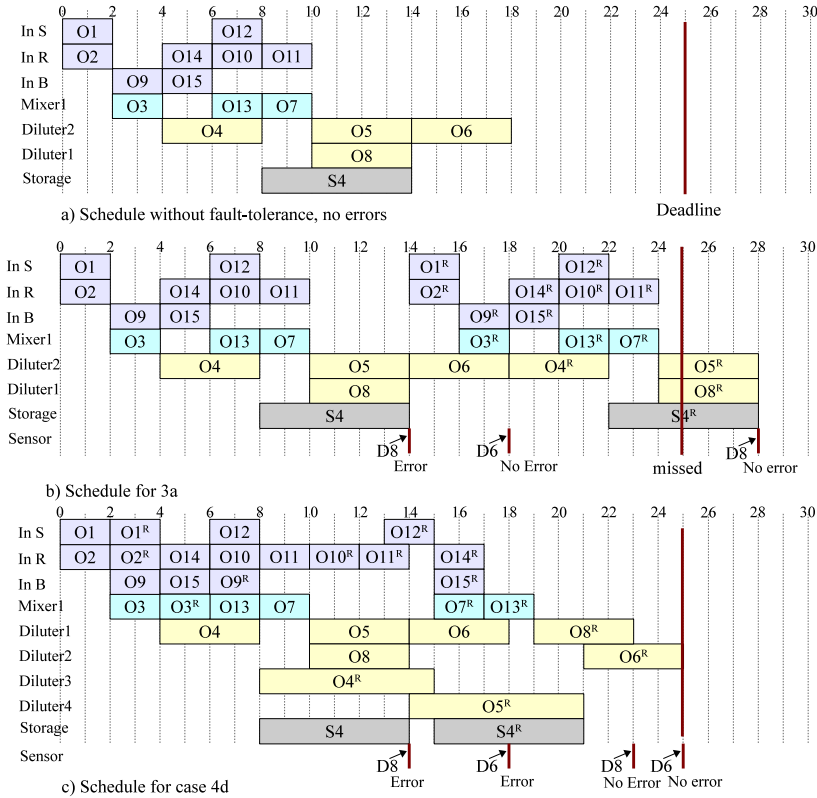 0 2 4 6 8 10 12 14 16 18 20 22 24 26 28 30
In S O1 O12
In R O2 O14 O10 O11
In B O9 O15
Mixer1 O3 O13 O7
Diluter2 O4 O5 O6
Diluter1 O8
Storage S4
a) Schedule without fault-tolerance, no errors
Deadline
0 2 4 6 8 10 12 14 16 18 20 22 24 26 28 30
In S O1 O12 O1ᴿ O12ᴿ
In R O2 O14 O10 O11 O2ᴿ O14ᴿ O10ᴿ O11ᴿ
In B O9 O15 O9ᴿ O15ᴿ
Mixer1 O3 O13 O7 O3ᴿ O13ᴿ O7ᴿ
Diluter2 O4 O5 O6 O4ᴿ O5ᴿ
Diluter1 O8 O8ᴿ
Storage S4 S4ᴿ
Sensor D8 D6 D8
Error No Error missed No error
b) Schedule for 3a
0 2 4 6 8 10 12 14 16 18 20 22 24 26 28 30
In S O1 O1ᴿ O12 O12ᴿ
In R O2 O2ᴿ O14 O10 O11 O10ᴿ O11ᴿ O14ᴿ
In B O9 O15 O9ᴿ O15ᴿ
Mixer1 O3 O3ᴿ O13 O7 O7ᴿ O13ᴿ
Diluter1 O4 O5 O6 O8ᴿ
Diluter2 O8 O6ᴿ
Diluter3 O4ᴿ
Diluter4 O5ᴿ
Storage S4 S4ᴿ
Sensor D8 D6 D8 D6
Error Error No Error No error
c) Schedule for case 4d